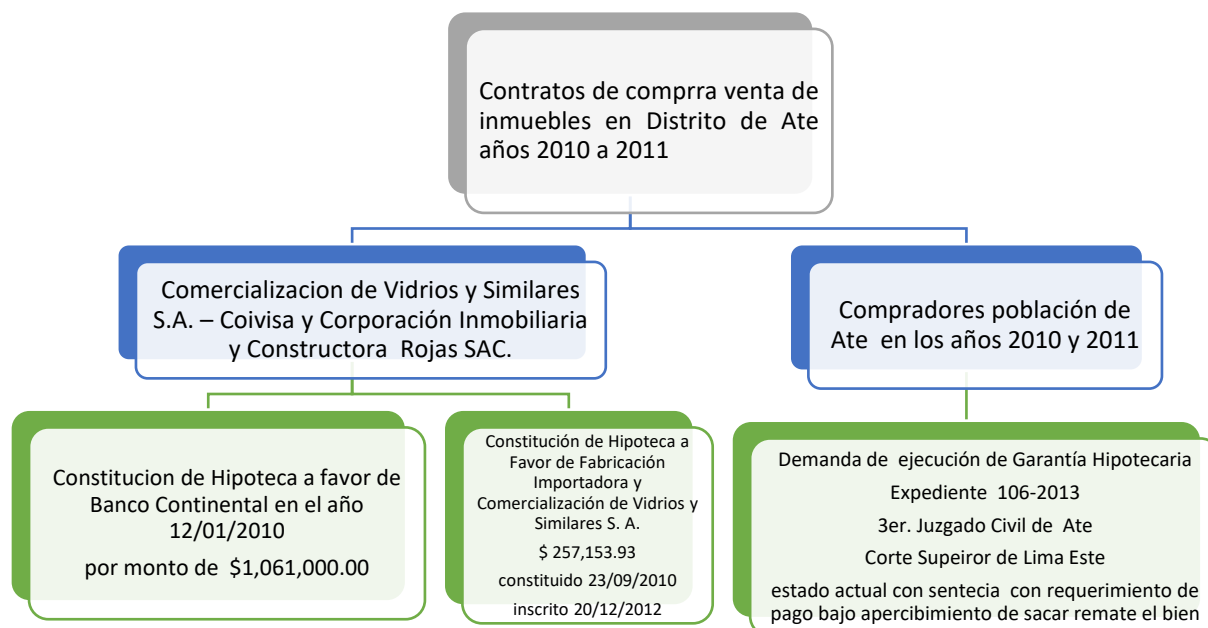 Contratos de comprra venta de
inmuebles en Distrito de Ate
años 2010 a 2011
Comercializacion de Vidrios y Similares
S.A. – Coivisa y Corporación Inmobiliaria
y Constructora Rojas SAC.
Compradores población de
Ate en los años 2010 y 2011
Constitucion de Hipoteca a favor de
Banco Continental en el año
12/01/2010
por monto de $1,061,000.00
Constitución de Hipoteca a
Favor de Fabricación
Importadora y
Comercialización de Vidrios y
Similares S. A.
$ 257,153.93
constituido 23/09/2010
inscrito 20/12/2012
Demanda de ejecución de Garantía Hipotecaria
Expediente 106-2013
3er. Juzgado Civil de Ate
Corte Supeiror de Lima Este
estado actual con sentecia con requerimiento de
pago bajo apercibimiento de sacar remate el bien